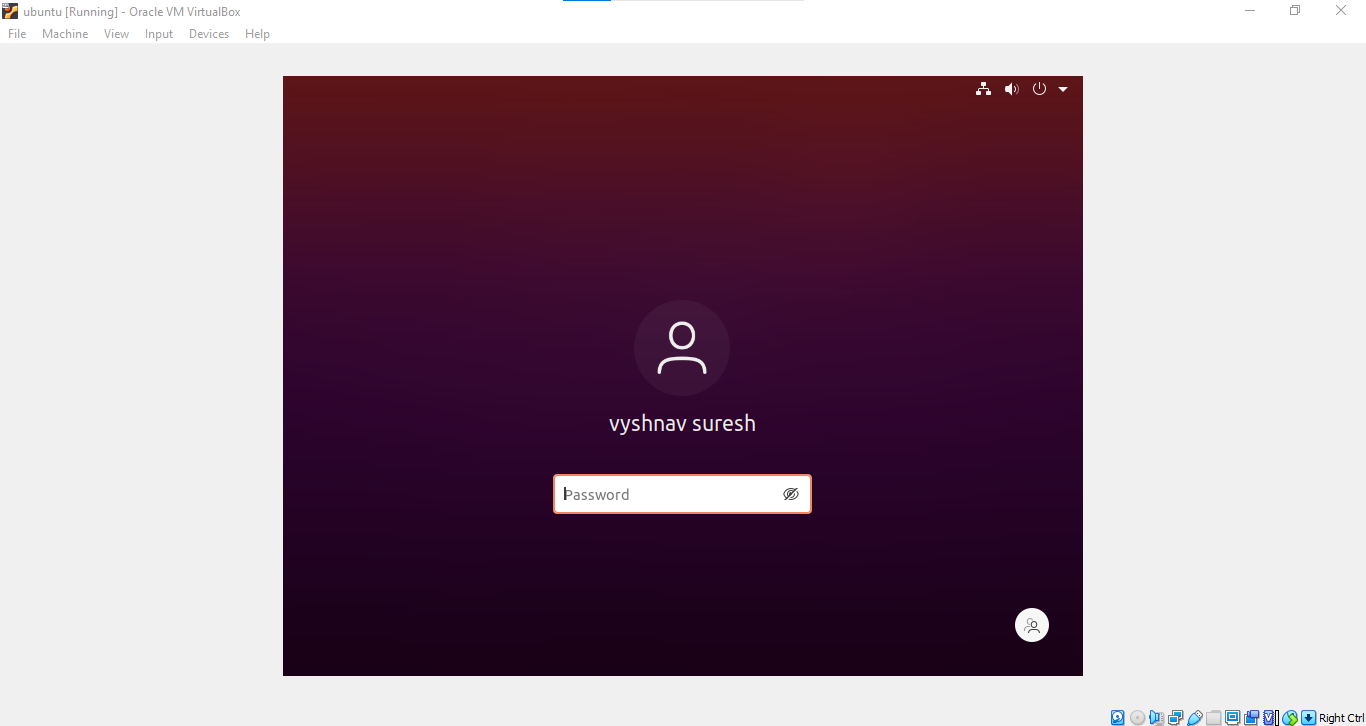 ubuntu [Running] - Oracle VM VirtualBox
File Machine View Input Devices Help
vyshnav suresh
Password
Right Ctrl